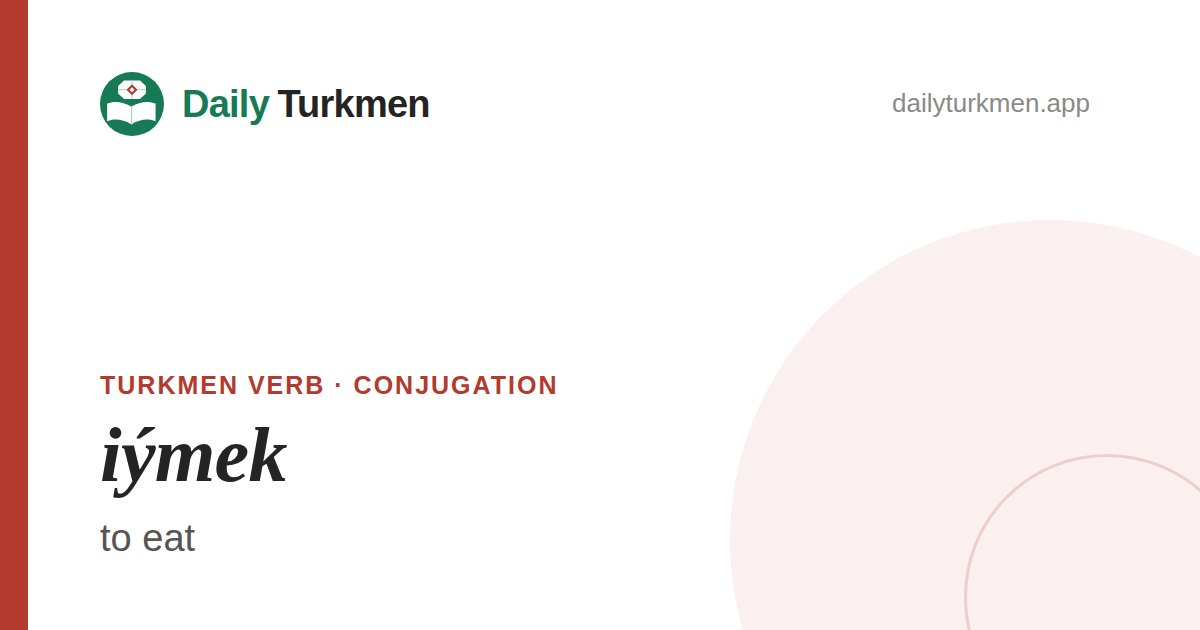 Daily Turkmen
dailyturkmen.app
TURKMEN VERB · CONJUGATION
iýmek
to eat